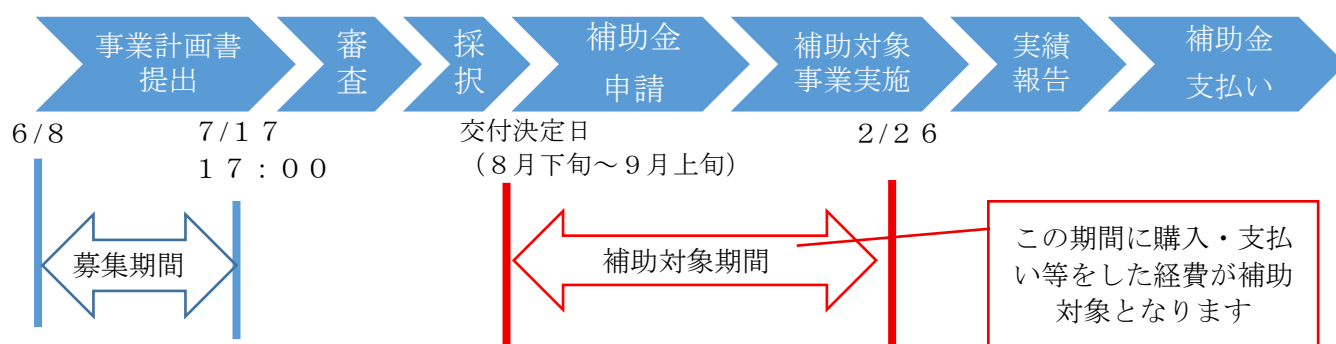 事業計画書
提出
審
査
採
択
補助金
申請
補助対象
事業実施
実績
報告
補助金
支払い
6/8
7/１７
１７：００
交付決定日
（８月下旬～９月上旬）
２/２６
募集期間
補助対象期間
この期間に購入・支払
い等をした経費が補助
対象となります